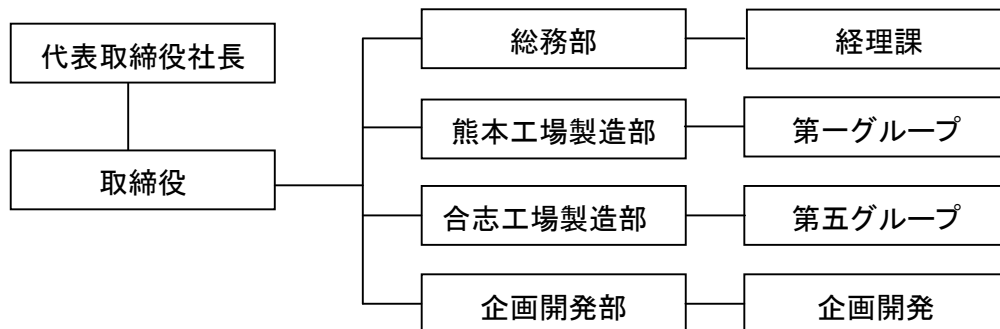 代表取締役社長
取締役
総務部
経理課
熊本工場製造部
第一グループ
合志工場製造部
第五グループ
企画開発部
企画開発